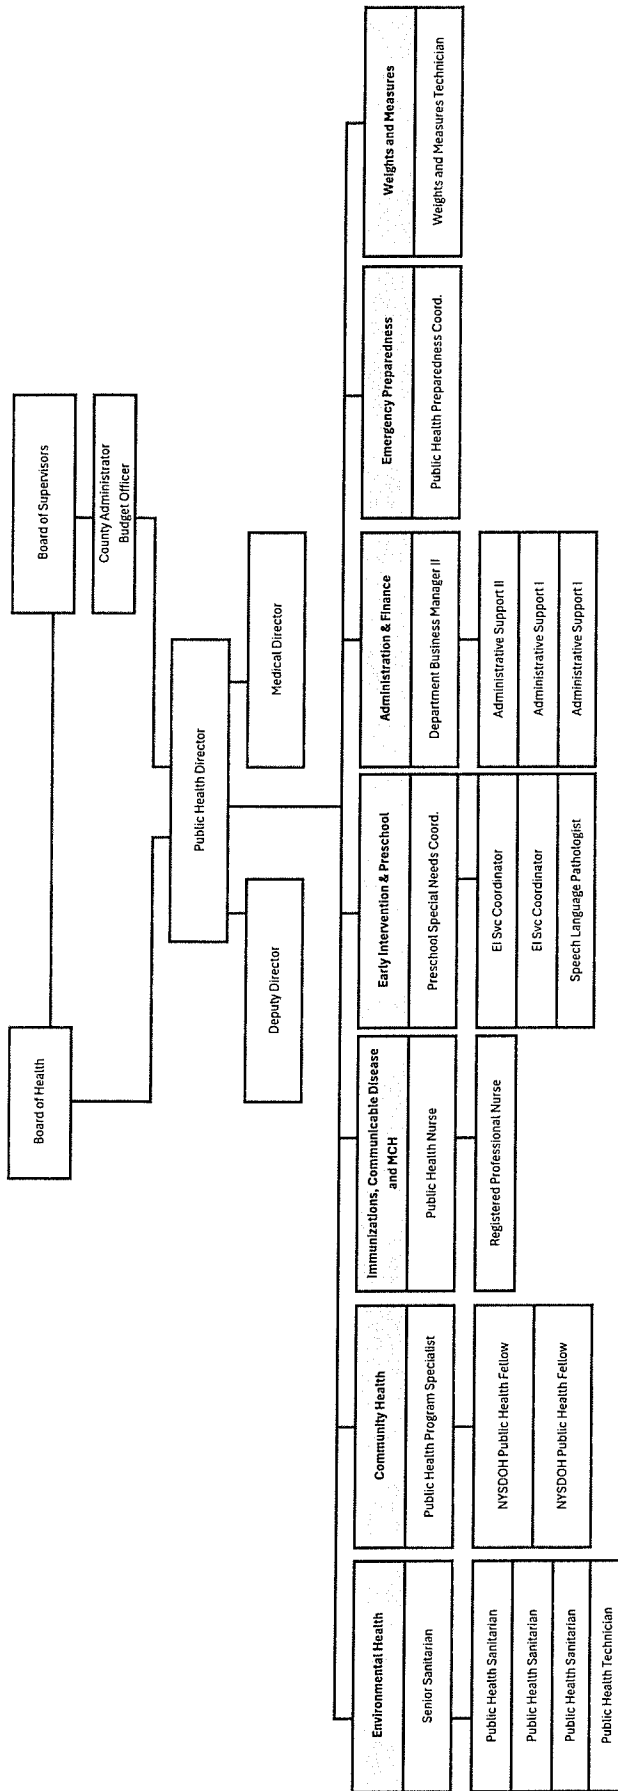 Board of Health
Board of Supervisors
County Administrator
Budget Officer
Public Health Director
Deputy Director
Medical Director
Environmental Health
Senior Sanitarian
Public Health Sanitarian
Public Health Sanitarian
Public Health Sanitarian
Public Health Technician
Community Health
Public Health Program Specialist
NYSDOH Public Health Fellow
NYSDOH Public Health Fellow
Immunizations, Communicable Disease
and MCH
Public Health Nurse
Registered Professional Nurse
Early Intervention & Preschool
Preschool Special Needs Coord.
EI Svc Coordinator
EI Svc Coordinator
Speech Language Pathologist
Administration & Finance
Department Business Manager II
Administrative Support II
Administrative Support I
Administrative Support I
Emergency Preparedness
Public Health Preparedness Coord.
Weights and Measures
Weights and Measures Technician